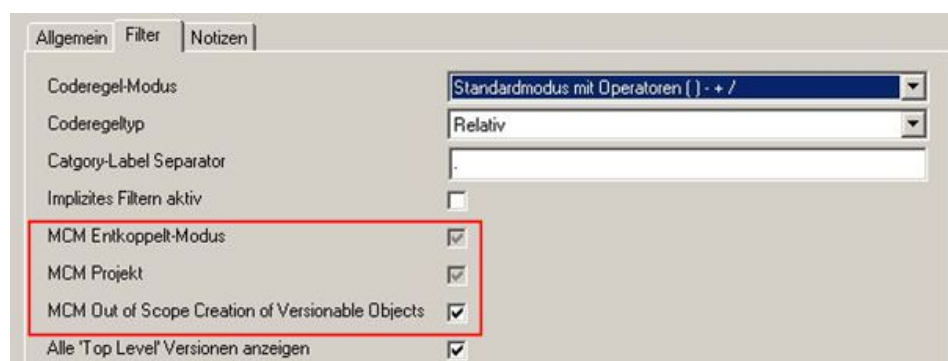 Allgemein Filter Notizen
Coderegel-Modus Standardmodus mit Operatoren ( ) - + /
Coderegeltyp Relativ
Catgory-Label Separator .
Implizites Filtern aktiv
MCM Entkoppelt-Modus
MCM Projekt
MCM Out of Scope Creation of Versionable Objects
Alle 'Top Level' Versionen anzeigen